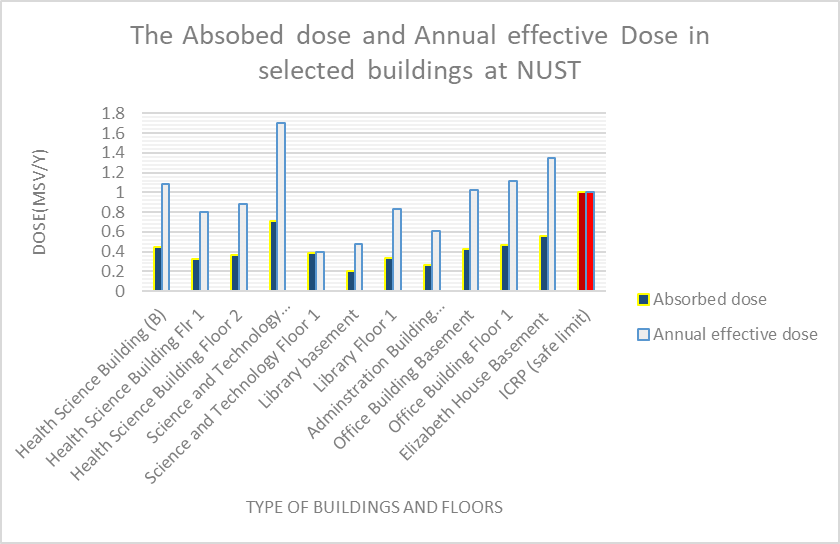 The Absobed dose and Annual effective Dose in
selected buildings at NUST
DOSE(MSV/Y)
1.8
1.6
1.4
1.2
1
0.8
0.6
0.4
0.2
0
Health Science Building (B)
Health Science Building Flr 1
Health Science Building Floor 2
Science and Technology...
Science and Technology Floor 1
Library basement
Library Floor 1
Adminstration Building...
Office Building Basement
Office Building Floor 1
Elizabeth House Basement
ICRP (safe limit)
Absorbed dose
Annual effective dose
TYPE OF BUILDINGS AND FLOORS